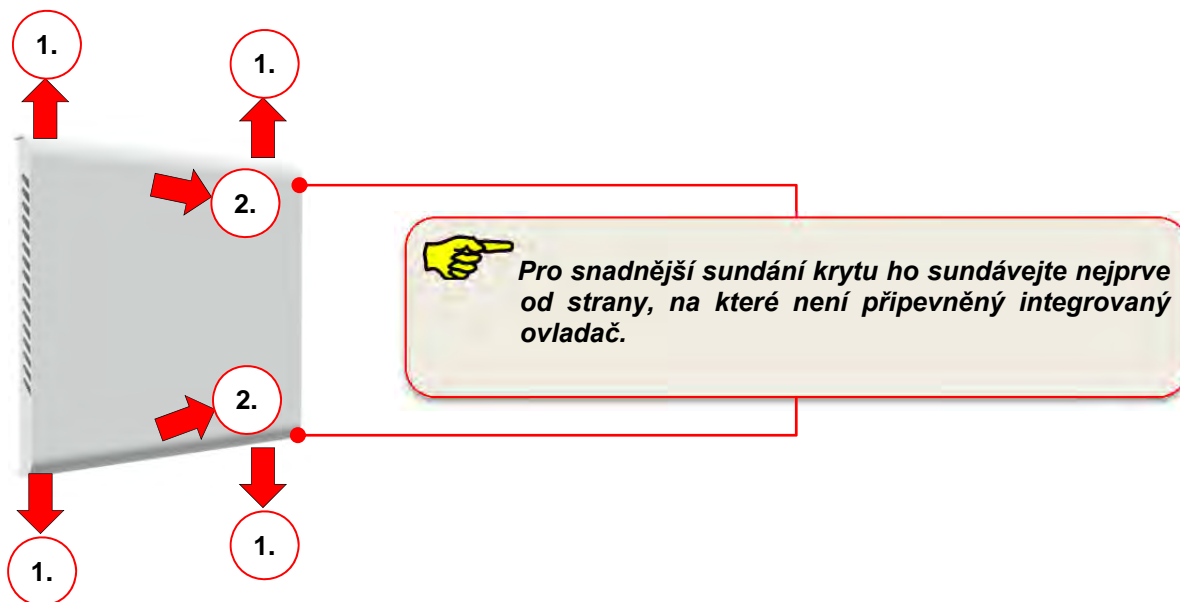 1.
1.
2.
Pro snadnější sundání krytu ho sundávejte nejprve
od strany, na které není připevněný integrovaný
ovladač.
2.
1.
1.